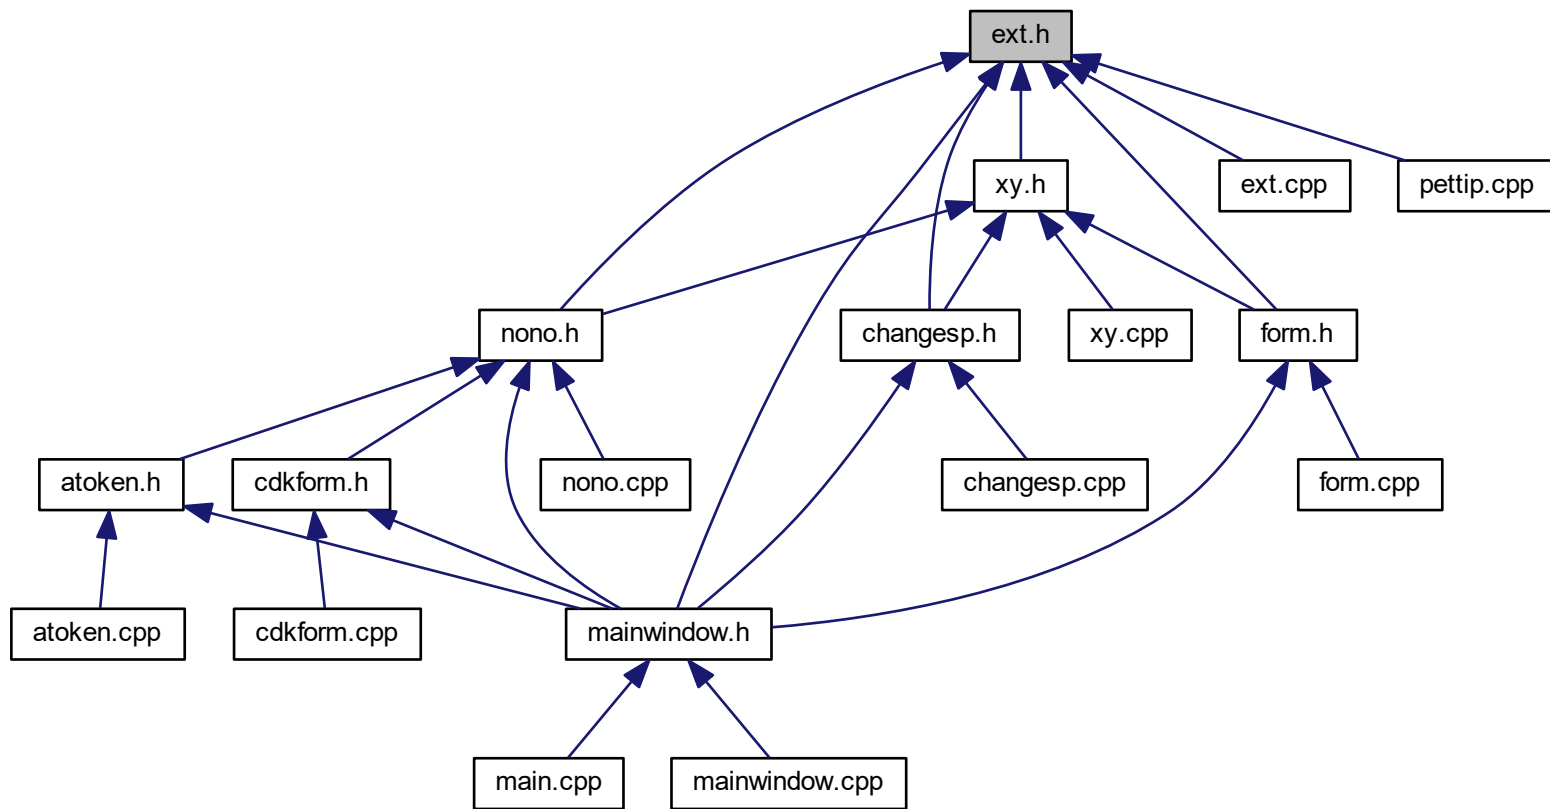 ext.h
xy.h
ext.cpp
pettip.cpp
nono.h
changesp.h
xy.cpp
form.h
atoken.h
cdkform.h
nono.cpp
changesp.cpp
form.cpp
atoken.cpp
cdkform.cpp
mainwindow.h
main.cpp
mainwindow.cpp